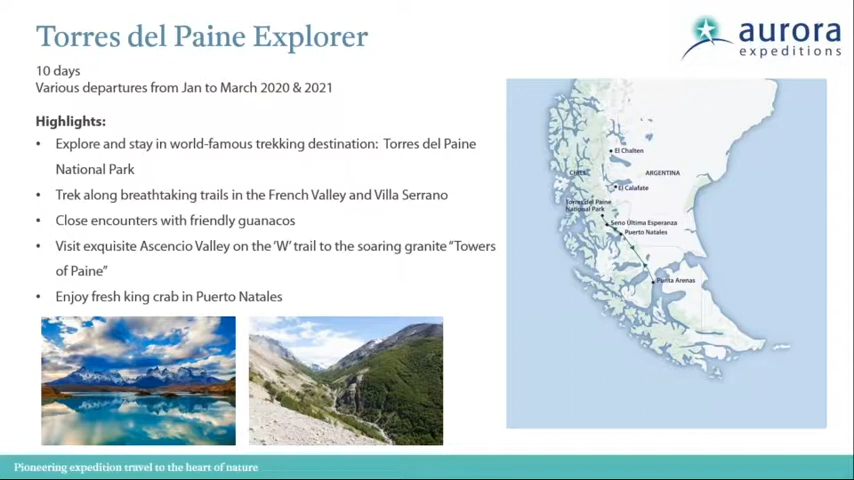 Torres del Paine Explorer
aurora
expeditions
10 days
Various departures from Jan to March 2020 & 2021
Highlights:
• Explore and stay in world-famous trekking destination: Torres del Paine
National Park
• Trek along breathtaking trails in the French Valley and Villa Serrano
• Close encounters with friendly guanacos
• Visit exquisite Ascencio Valley on the ‘W’ trail to the soaring granite “Towers
of Paine”
• Enjoy fresh king crab in Puerto Natales
El Chalten
CHILE
ARGENTINA
El Calafate
Torres del Paine
National Park
Seno Última Esperanza
Puerto Natales
Punta Arenas
Pioneering expedition travel to the heart of nature